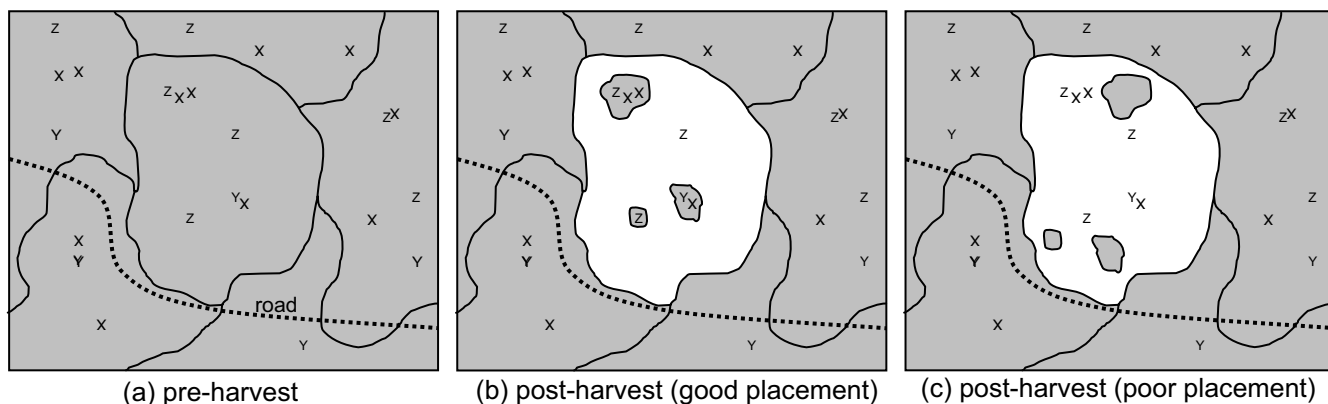 Z
Z
X
X
X X
Z X X
Z X
Y
Z
Z
Y X
Z
X
X
Y
Y
road
X
Y
(a) pre-harvest
Z
Z
X
X
X X
Z X X
Z X
Y
Z
Z
Y X
Z
X
X
Y
Y
X
Y
(b) post-harvest (good placement)
Z
Z
X
X
X X
Z X X
Z X
Y
Z
Z
Y X
Z
X
X
Y
Y
X
Y
(c) post-harvest (poor placement)